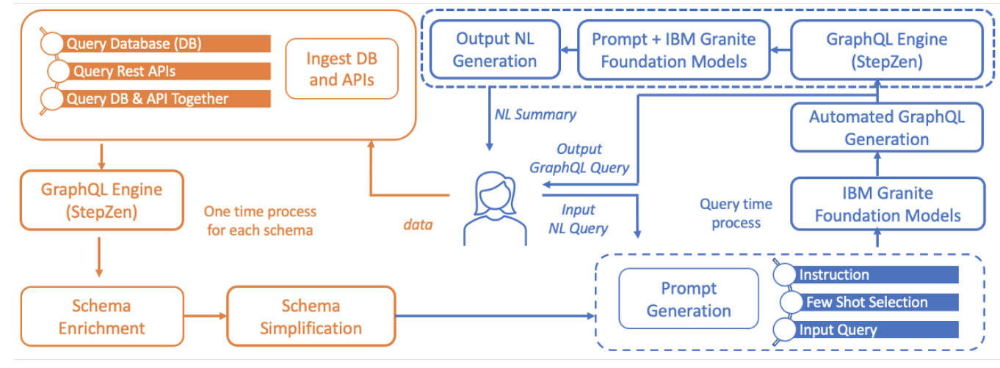 Query Database (DB)
Query Rest APIs
Query DB & API Together
Ingest DB
and APIs
Output NL
Generation
Prompt + IBM Granite
Foundation Models
GraphQL Engine
(StepZen)
NL Summary
Automated GraphQL
Generation
Output
GraphQL Query
GraphQL Engine
(StepZen)
One time process
for each schema
data
Input
NL Query
Query time
process
IBM Granite
Foundation Models
Schema
Enrichment
Schema
Simplification
Prompt
Generation
Instruction
Few Shot Selection
Input Query